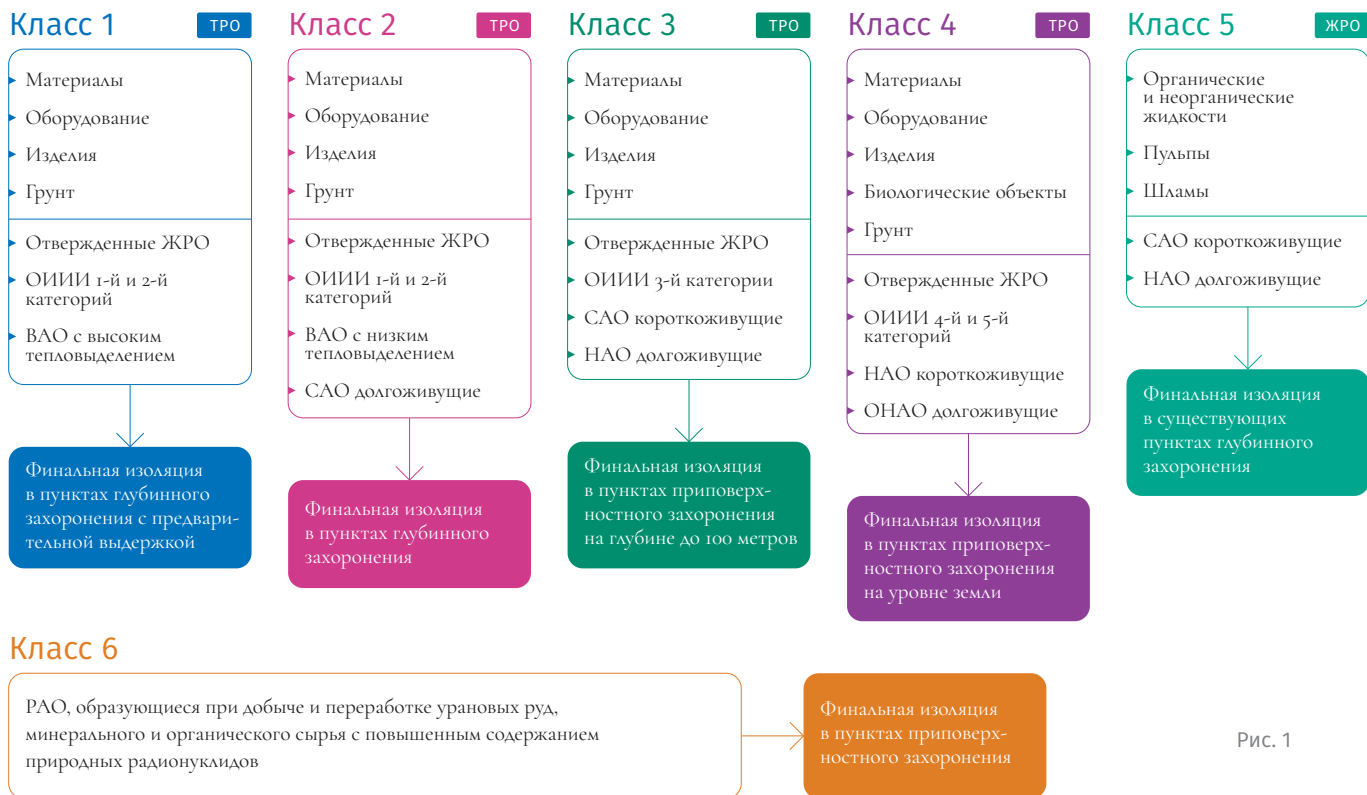 Класс 1
ТРО
Материалы
Оборудование
Изделия
Грунт
Отвержденные ЖРО
ОИИИ 1-й и 2-й
категорий
ВАО с высоким
тепловыделением
Финальная изоляция
в пунктах глубинного
захоронения с предвари-
тельной выдержкой
Класс 2
ТРО
Материалы
Оборудование
Изделия
Грунт
Отвержденные ЖРО
ОИИИ 1-й и 2-й
категорий
ВАО с низким
тепловыделением
САО долгоживущие
Финальная изоляция
в пунктах глубинного
захоронения
Класс 3
ТРО
Материалы
Оборудование
Изделия
Грунт
Отвержденные ЖРО
ОИИИ 3-й категории
САО короткоживущие
НАО долгоживущие
Финальная изоляция
в пунктах приповерх-
ностного захоронения
на глубине до 100 метров
Класс 4
ТРО
Материалы
Оборудование
Изделия
Биологические объекты
Грунт
Отвержденные ЖРО
ОИИИ 4-й и 5-й
категорий
НАО короткоживущие
ОНАО долгоживущие
Финальная изоляция
в пунктах приповерх-
ностного захоронения
на уровне земли
Класс 5
ЖРО
Органические
и неорганические
жидкости
Пульпы
Шламы
САО короткоживущие
НАО долгоживущие
Финальная изоляция
в существующих
пунктах глубинного
захоронения
Класс 6
РАО, образующиеся при добыче и переработке урановых руд,
минерального и органического сырья с повышенным содержанием
природных радионуклидов
Финальная изоляция
в пунктах приповерх-
ностного захоронения
Рис. 1